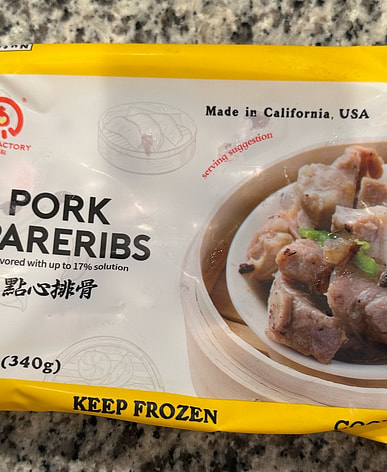 Made in California, USA
serving suggestion
PORK
PARERIBS
vored with up to 17% solution
點心排骨
(340g)
KEEP FROZEN